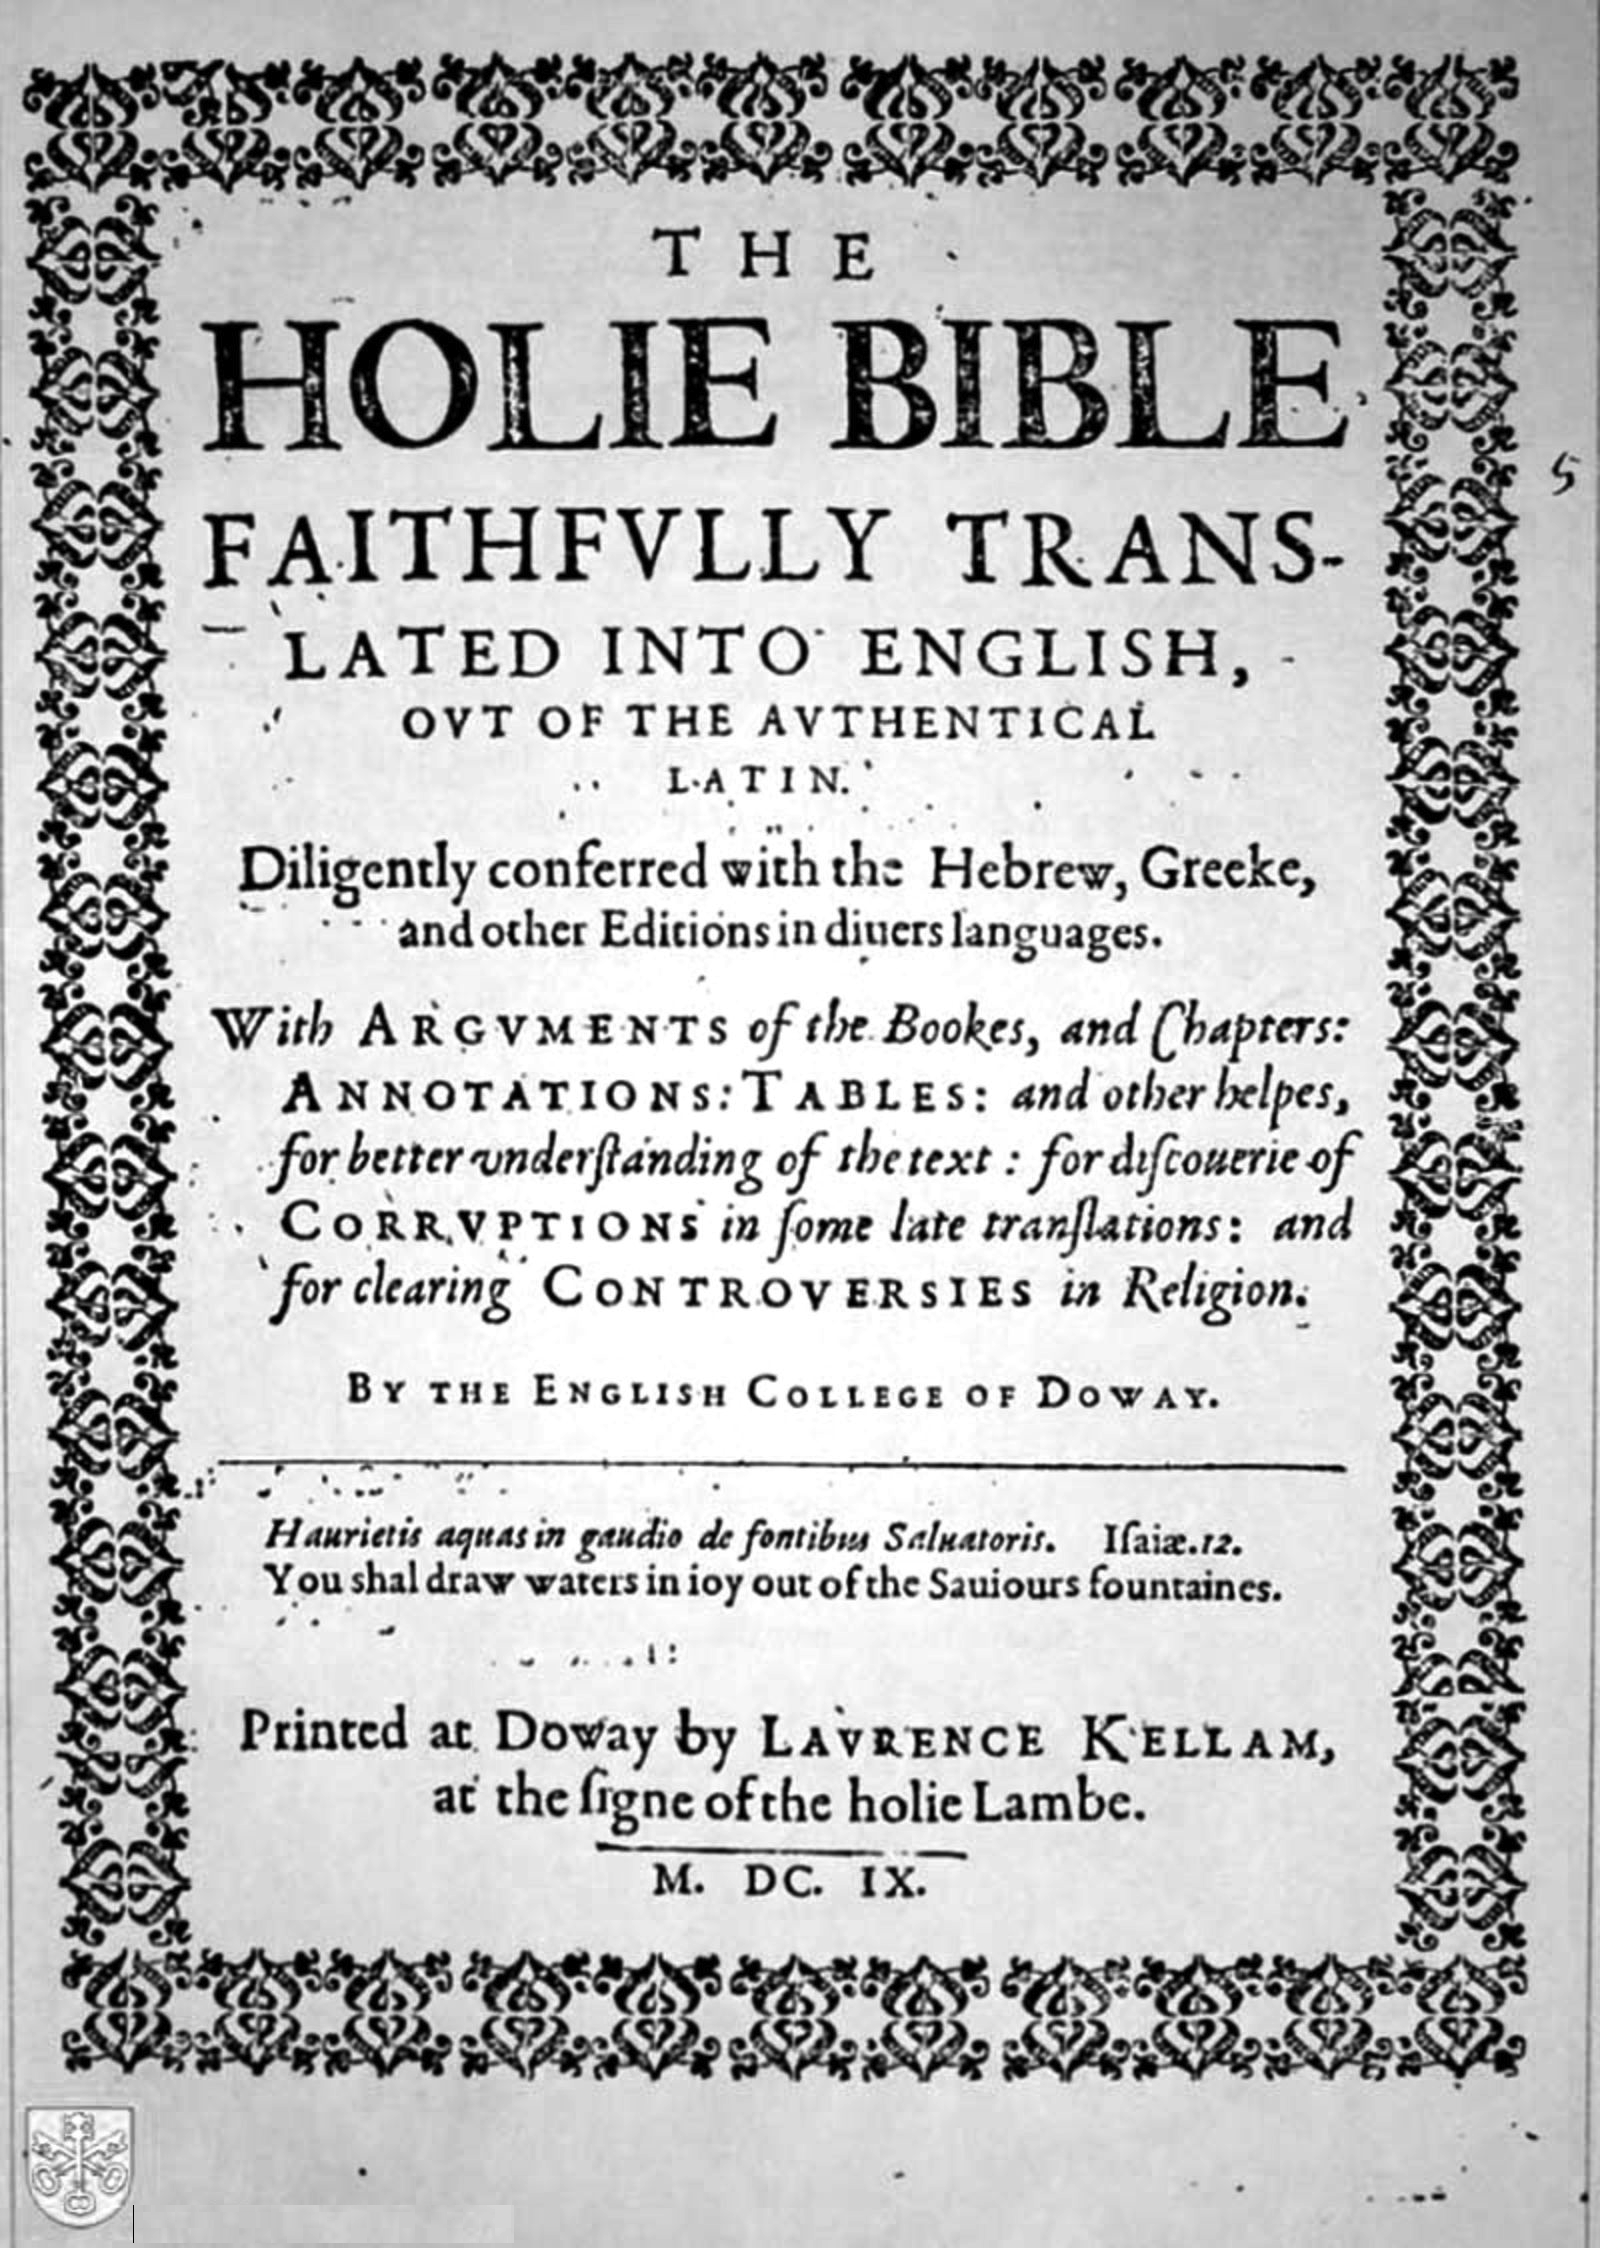 THE
HOLIE BIBLE
FAITHFVLLY TRANS-
LATED INTO ENGLISH,
OVT OF THE AVTHENTICAL
LATIN.
Diligently conferred with the Hebrew, Greeke,
and other Editions in diuers languages.
With ARGVMENTS of the Bookes, and Chapters:
ANNOTATIONS: TABLES: and other helpes,
for better vnderſtanding of the text: for diſcouerie of
CORRVPTIONS in ſome late tranſlations: and
for clearing CONTROVERSIES in Religion.
BY THE ENGLISH COLLEGE OF DOWAY.
Haurietis aquas in gaudio de fontibus Saluatoris. Iſaiæ.12.
You shal draw waters in ioy out of the Sauiours fountaines.
Printed at Doway by LAVRENCE KELLAM,
at the ſigne of the holie Lambe.
M. DC. IX.
5